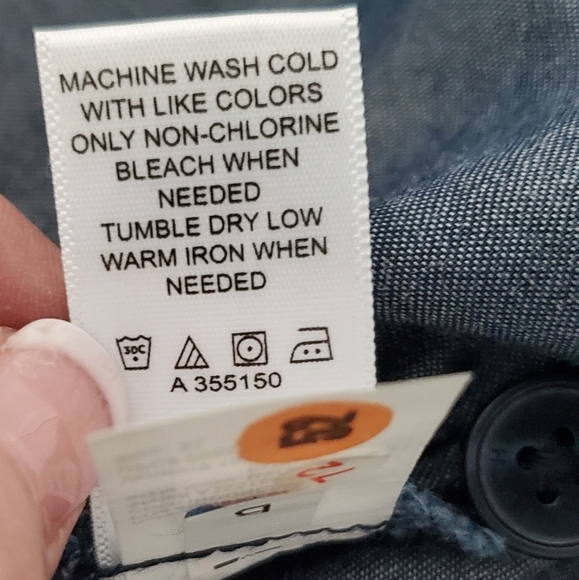 MACHINE WASH COLD
WITH LIKE COLORS
ONLY NON-CHLORINE
BLEACH WHEN
NEEDED
TUMBLE DRY LOW
WARM IRON WHEN
NEEDED
30C
A 355150